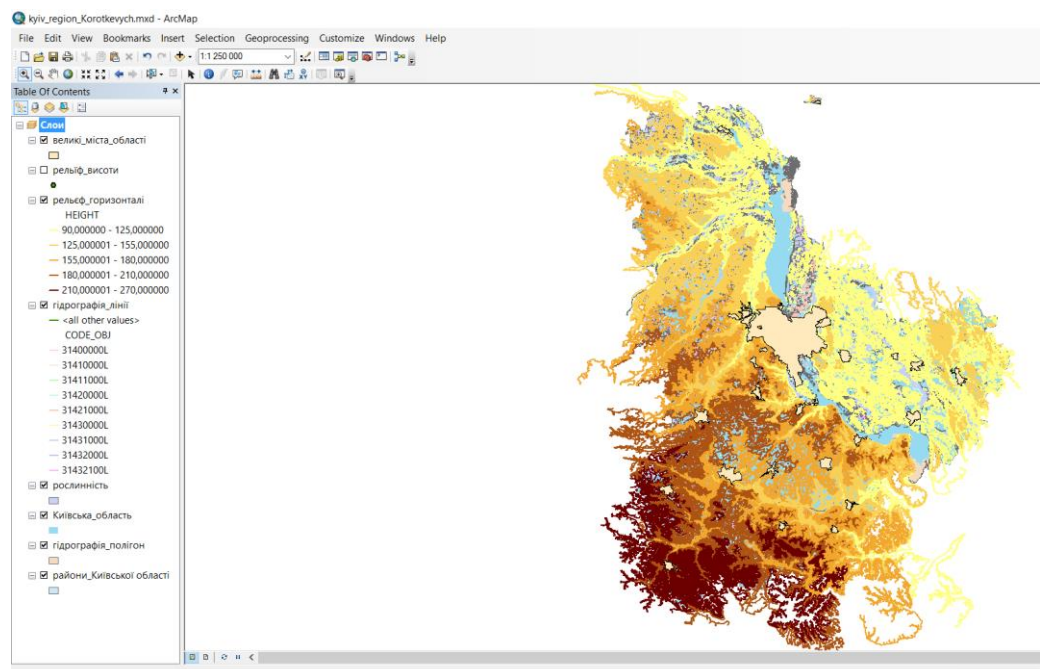 kyiv_region_Korotkevych.mxd - ArcMap
File Edit View Bookmarks Insert Selection Geoprocessing Customize Windows Help
1:1 250 000
Table Of Contents
Слои
великі_міста_області
рельїф_висоти
рельєф_горизонталі
HEIGHT
90,000000 - 125,000000
125,000001 - 155,000000
155,000001 - 180,000000
180,000001 - 210,000000
210,000001 - 270,000000
гідрографія_лінії
<all other values>
CODE_OBJ
31400000L
31410000L
31411000L
31420000L
31421000L
31430000L
31431000L
31432000L
31432100L
рослинність
Київська_область
гідрографія_полігон
райони_Київської області